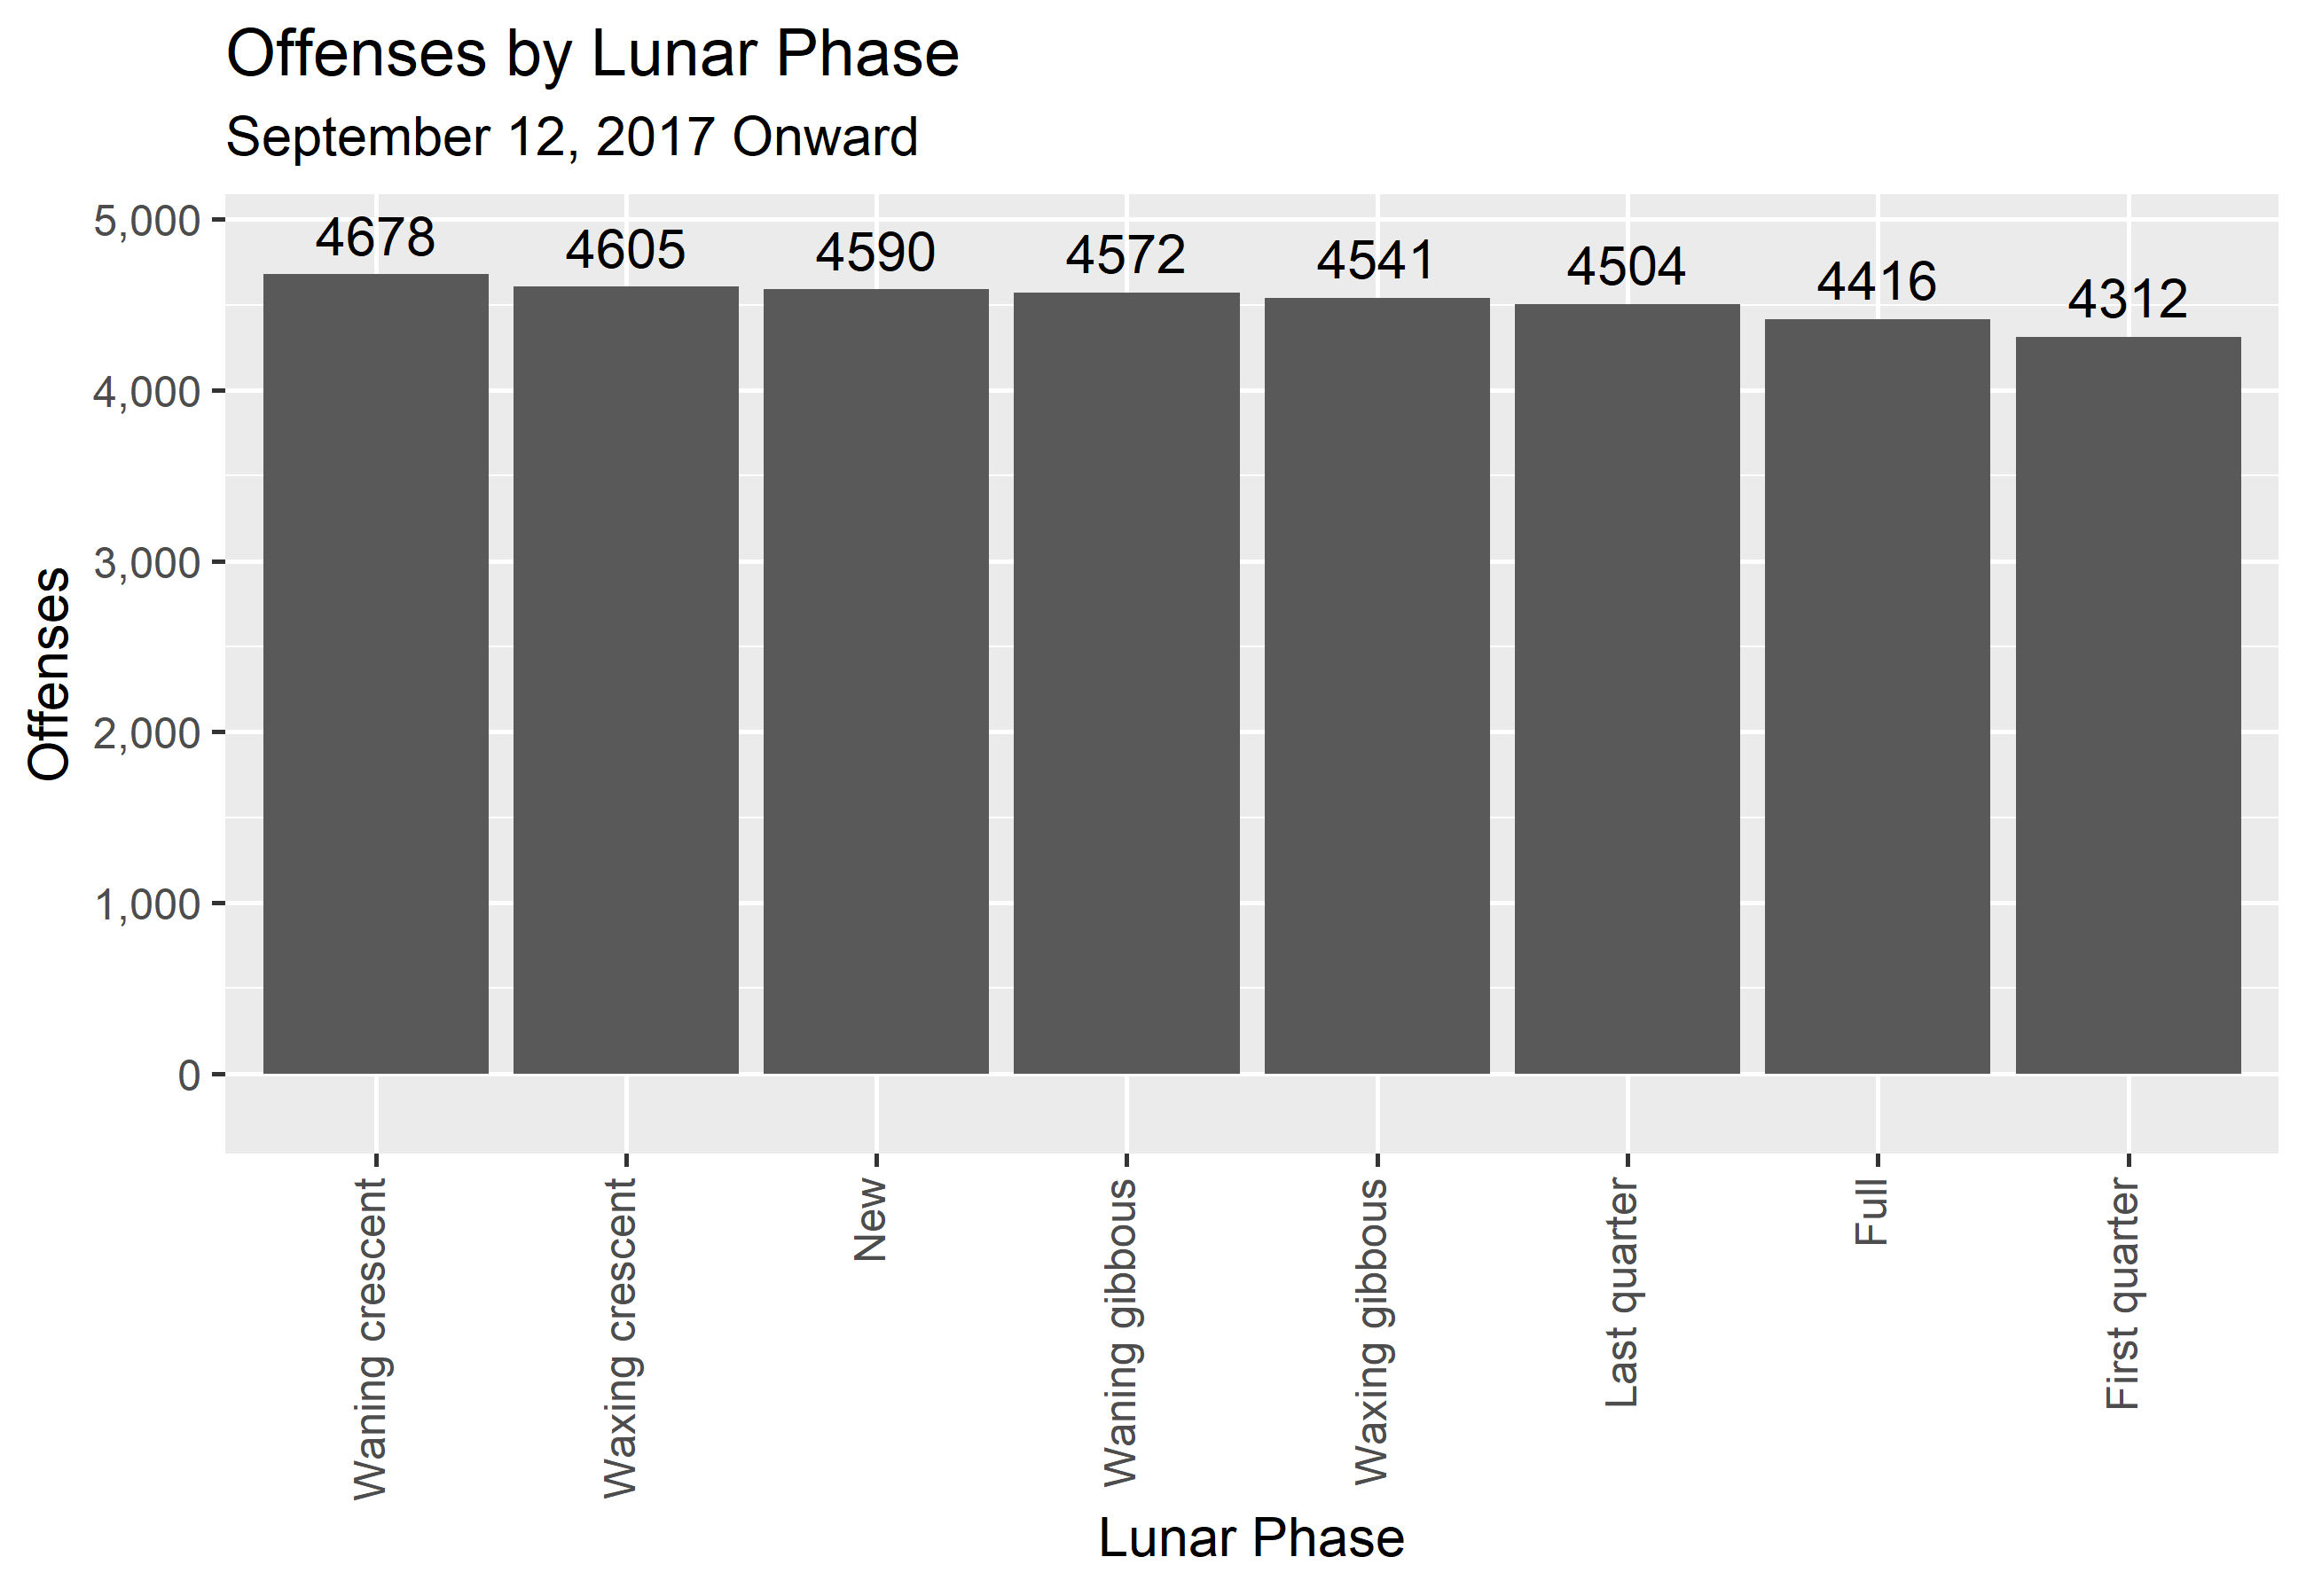 Offenses by Lunar Phase
September 12, 2017 Onward
Offenses
5,000
4,000
3,000
2,000
1,000
0
4678
4605
4590
4572
4541
4504
4416
4312
Waning crescent
Waxing crescent
New
Waning gibbous
Waxing gibbous
Last quarter
Full
First quarter
Lunar Phase